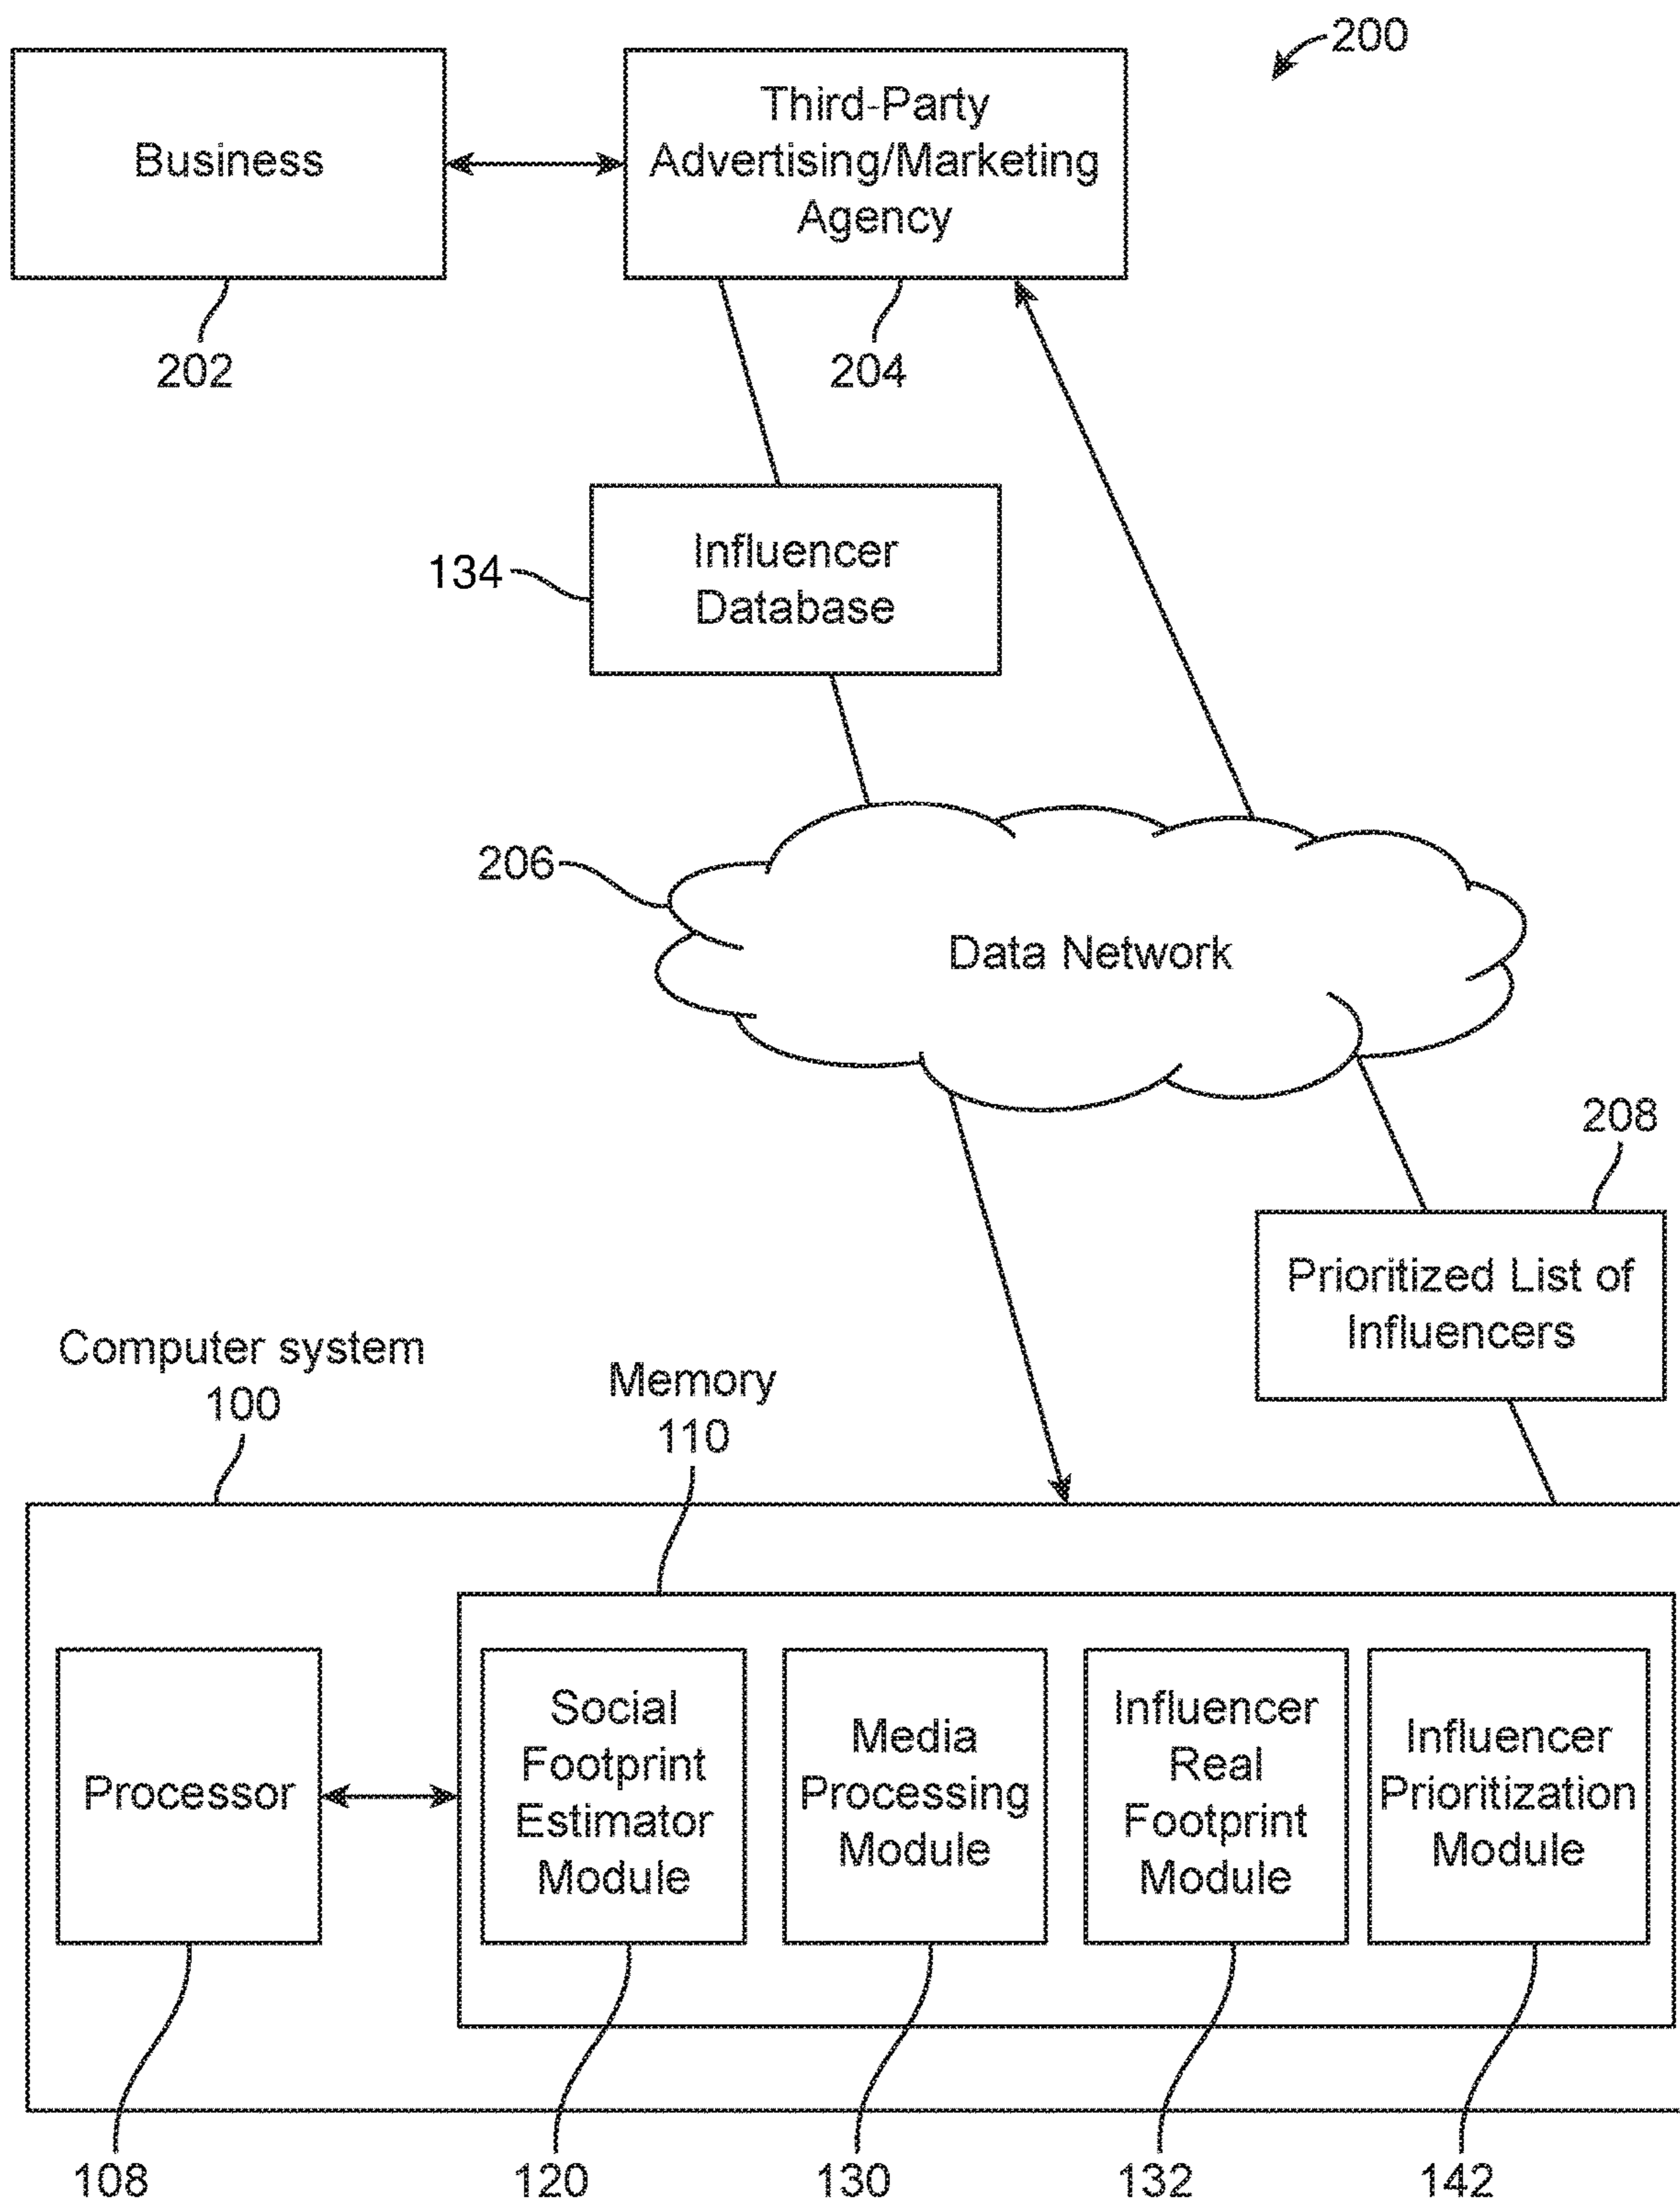 200
Business
Third-Party
Advertising/Marketing
Agency
202
204
134
Influencer
Database
206
Data Network
208
Prioritized List of
Influencers
Computer system
100
Memory
110
Processor
Social
Footprint
Estimator
Module
Media
Processing
Module
Influencer
Real
Footprint
Module
Influencer
Prioritization
Module
108
120
130
132
142